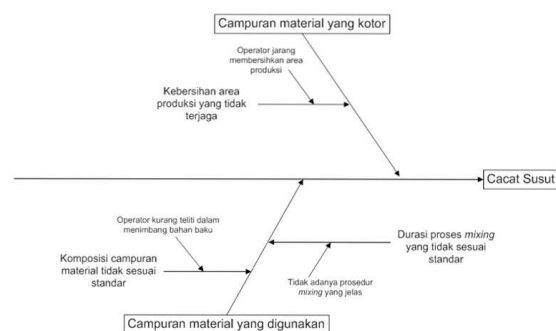 Campuran material yang kotor
Operator jarang
membersihkan area
produksi
Kebersihan area
produksi yang tidak
terjaga
Cacat Susut
Operator kurang teliti dalam
menimbang bahan baku
Durasi proses mixing
yang tidak sesuai
standar
Komposisi campuran
material tidak sesuai
standar
Tidak adanya prosedur
mixing yang jelas
Campuran material yang digunakan